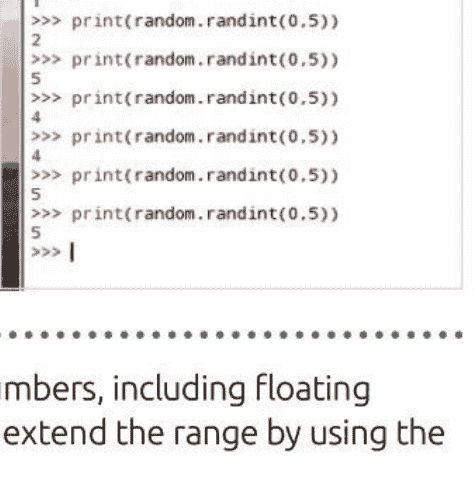 1
>>> print(random.randint(0,5))
2
>>> print(random.randint(0,5))
5
>>> print(random.randint(0,5))
4
>>> print(random.randint(0,5))
4
>>> print(random.randint(0,5))
5
>>> print(random.randint(0,5))
5
>>>
mbers, including floating
extend the range by using the